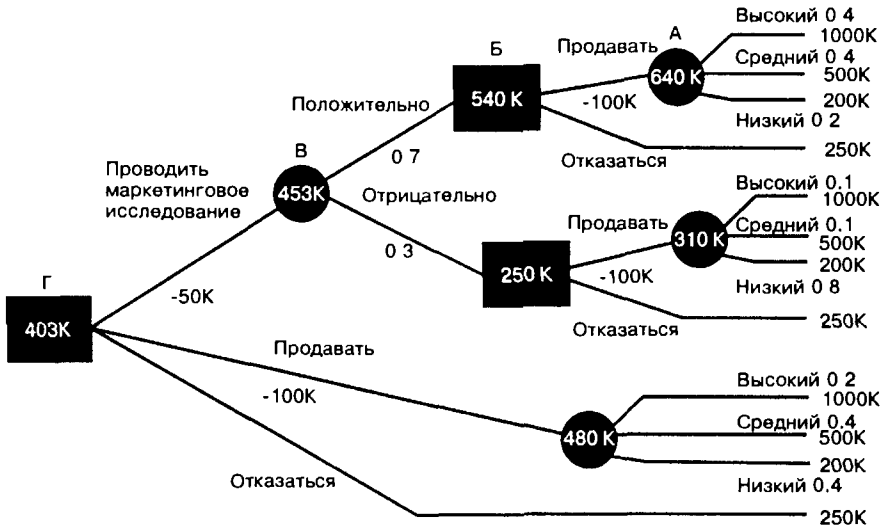 Высокий 0 4
1000K
А
Средний 0 4
Продавать
640 K
500K
Б
-100K
200K
540 K
Низкий 0 2
250K
Отказаться
Положительно
0 7
В
453K
Проводить
маркетинговое
исследование
-50K
Отрицательно
0 3
Высокий 0.1
1000K
Средний 0.1
Продавать
310 K
500K
-100K
200K
250 K
Низкий 0 8
250K
Отказаться
Г
403K
Продавать
-100K
Высокий 0 2
1000K
Средний 0.4
480 K
500K
200K
Низкий 0.4
250K
Отказаться